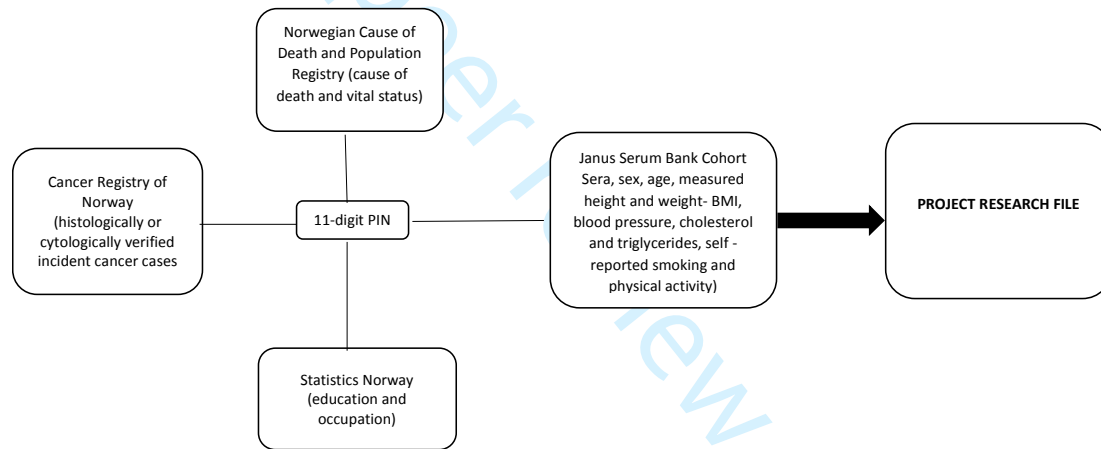 Norwegian Cause of
Death and Population
Registry (cause of
death and vital status)
Cancer Registry of
Norway
(histologically or
cytologically verified
incident cancer cases
11-digit PIN
Janus Serum Bank Cohort
Sera, sex, age, measured
height and weight- BMI,
blood pressure, cholesterol
and triglycerides, self -
reported smoking and
physical activity)
PROJECT RESEARCH FILE
Statistics Norway
(education and
occupation)
er review